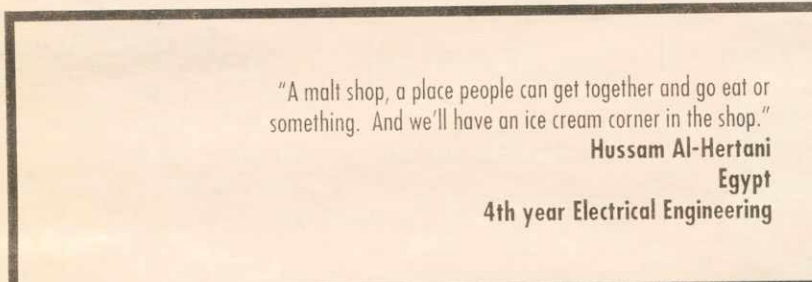 "A malt shop, a place people can get together and go eat or
something. And we'll have an ice cream corner in the shop."
Hussam Al-Hertani
Egypt
4th year Electrical Engineering